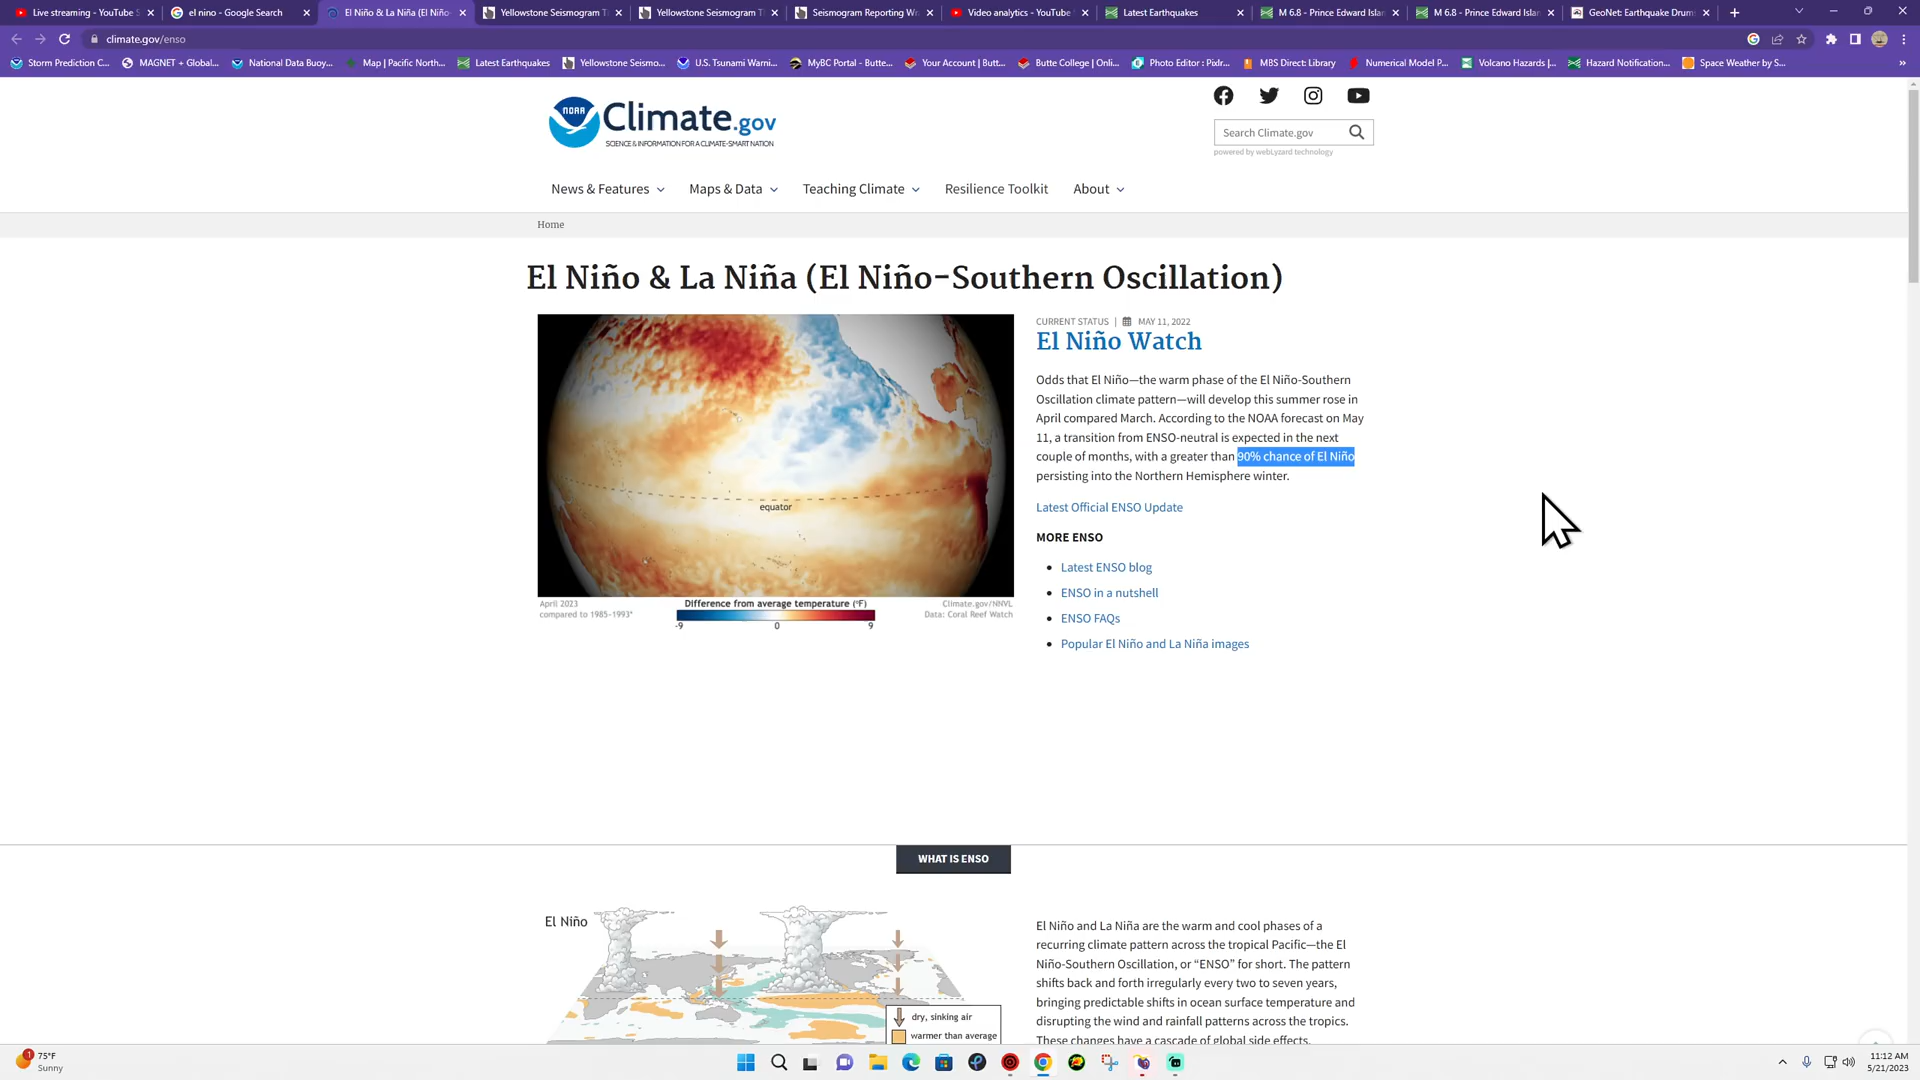 Live streaming - YouTube S
el nino - Google Search
El Niño & La Niña (El Niño-
Yellowstone Seismogram T
Yellowstone Seismogram T
Seismogram Reporting W
Video analytics - YouTube
Latest Earthquakes
M 6.8 - Prince Edward Islan
M 6.8 - Prince Edward Islan
GeoNet: Earthquake Drum
climate.gov/enso
Storm Prediction C...
MAGNET + Global...
National Data Buoy...
Map | Pacific North...
Latest Earthquakes
Yellowstone Seismo...
U.S. Tsunami Warni...
MyBC Portal - Butte...
Your Account | Butt...
Butte College | Onli...
Photo Editor : Pixlr...
MBS Direct: Library
Numerical Model P...
Volcano Hazards |...
Hazard Notification...
Space Weather by S...
NOAA
Climate.gov
SCIENCE & INFORMATION FOR A CLIMATE-SMART NATION
Search Climate.gov
powered by webLyzard technology
News & Features
Maps & Data
Teaching Climate
Resilience Toolkit
About
Home
El Niño & La Niña (El Niño-Southern Oscillation)
equator
April 2023
compared to 1985-1993*
Difference from average temperature (°F)
-9 0 9
Climate.gov/NNVL
Data: Coral Reef Watch
CURRENT STATUS | MAY 11, 2022
El Niño Watch
Odds that El Niño—the warm phase of the El Niño-Southern
Oscillation climate pattern—will develop this summer rose in
April compared March. According to the NOAA forecast on May
11, a transition from ENSO-neutral is expected in the next
couple of months, with a greater than 90% chance of El Niño
persisting into the Northern Hemisphere winter.
Latest Official ENSO Update
MORE ENSO
Latest ENSO blog
ENSO in a nutshell
ENSO FAQs
Popular El Niño and La Niña images
WHAT IS ENSO
El Niño
dry, sinking air
warmer than average
El Niño and La Niña are the warm and cool phases of a
recurring climate pattern across the tropical Pacific—the El
Niño-Southern Oscillation, or “ENSO” for short. The pattern
shifts back and forth irregularly every two to seven years,
bringing predictable shifts in ocean surface temperature and
disrupting the wind and rainfall patterns across the tropics.
These changes have a cascade of global side effects.
1
75°F
Sunny
11:12 AM
5/21/2023